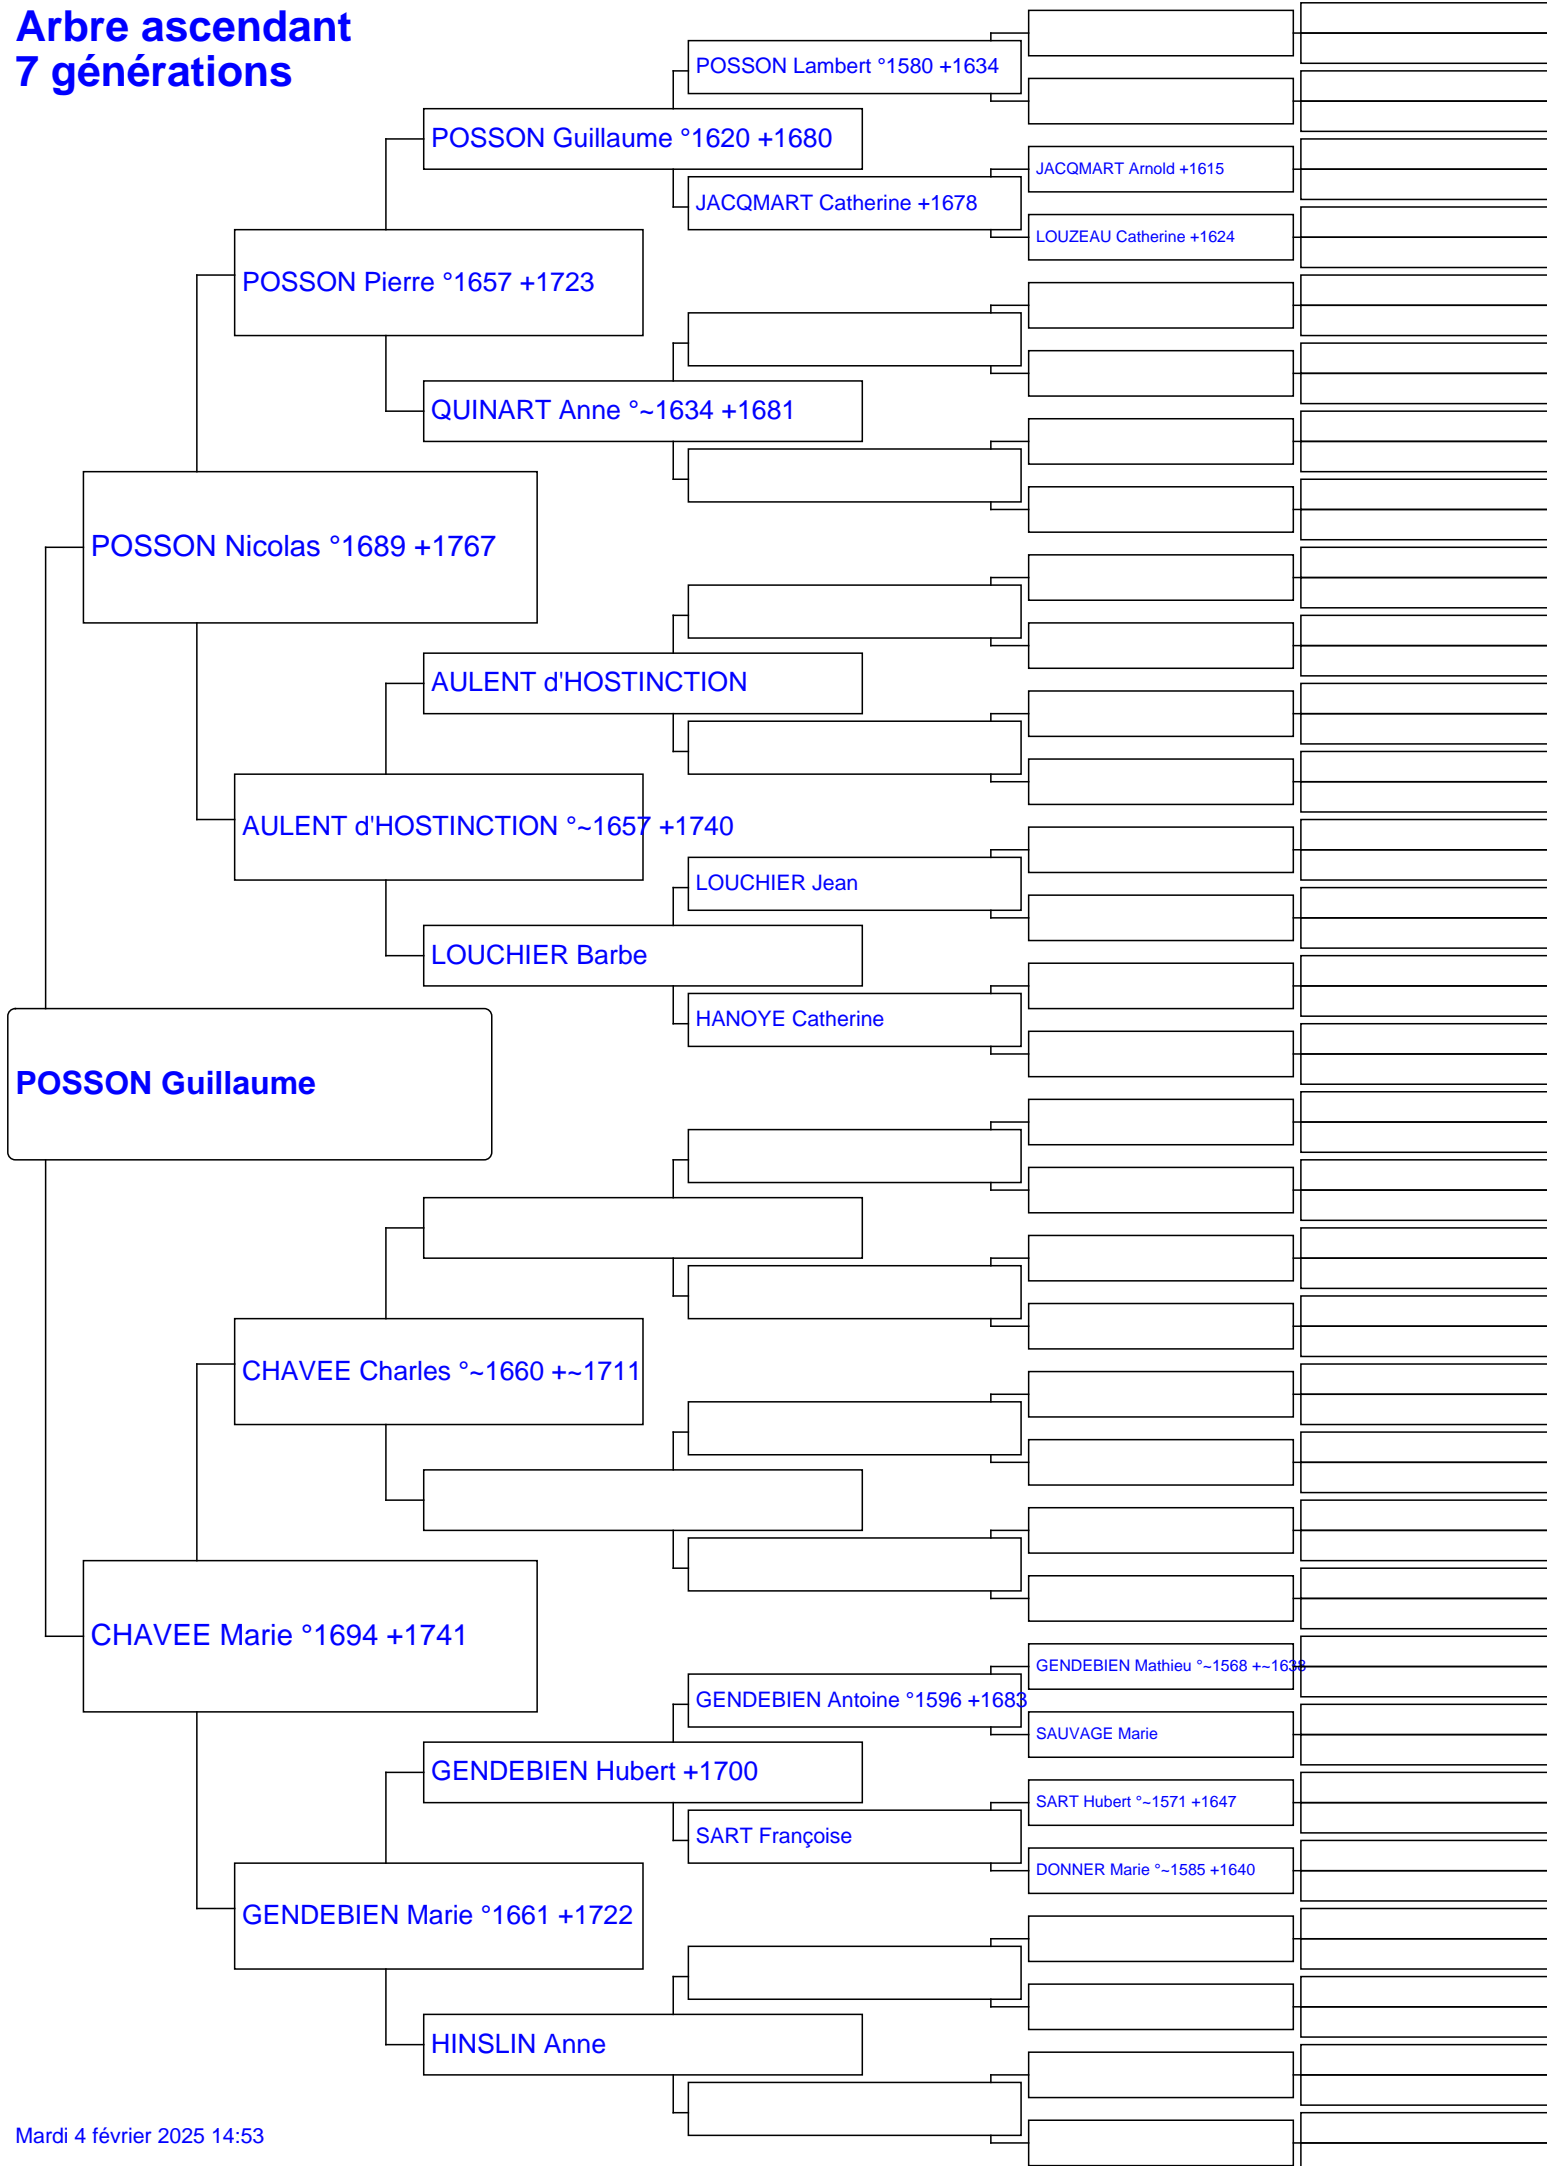 Arbre ascendant
7 générations
POSSON Lambert °1580 +1634
POSSON Guillaume °1620 +1680
JACQMART Arnold +1615
JACQMART Catherine +1678
LOUZEAU Catherine +1624
POSSON Pierre °1657 +1723
QUINART Anne °~1634 +1681
POSSON Nicolas °1689 +1767
AULENT d'HOSTINCTION
AULENT d'HOSTINCTION °~1657 +1740
LOUCHIER Jean
LOUCHIER Barbe
HANOYE Catherine
POSSON Guillaume
CHAVEE Charles °~1660 +~1711
CHAVEE Marie °1694 +1741
GENDEBIEN Mathieu °~1568 +~1638
GENDEBIEN Antoine °1596 +1683
SAUVAGE Marie
GENDEBIEN Hubert +1700
SART Hubert °~1571 +1647
SART Françoise
DONNER Marie °~1585 +1640
GENDEBIEN Marie °1661 +1722
HINSLIN Anne
Mardi 4 février 2025 14:53